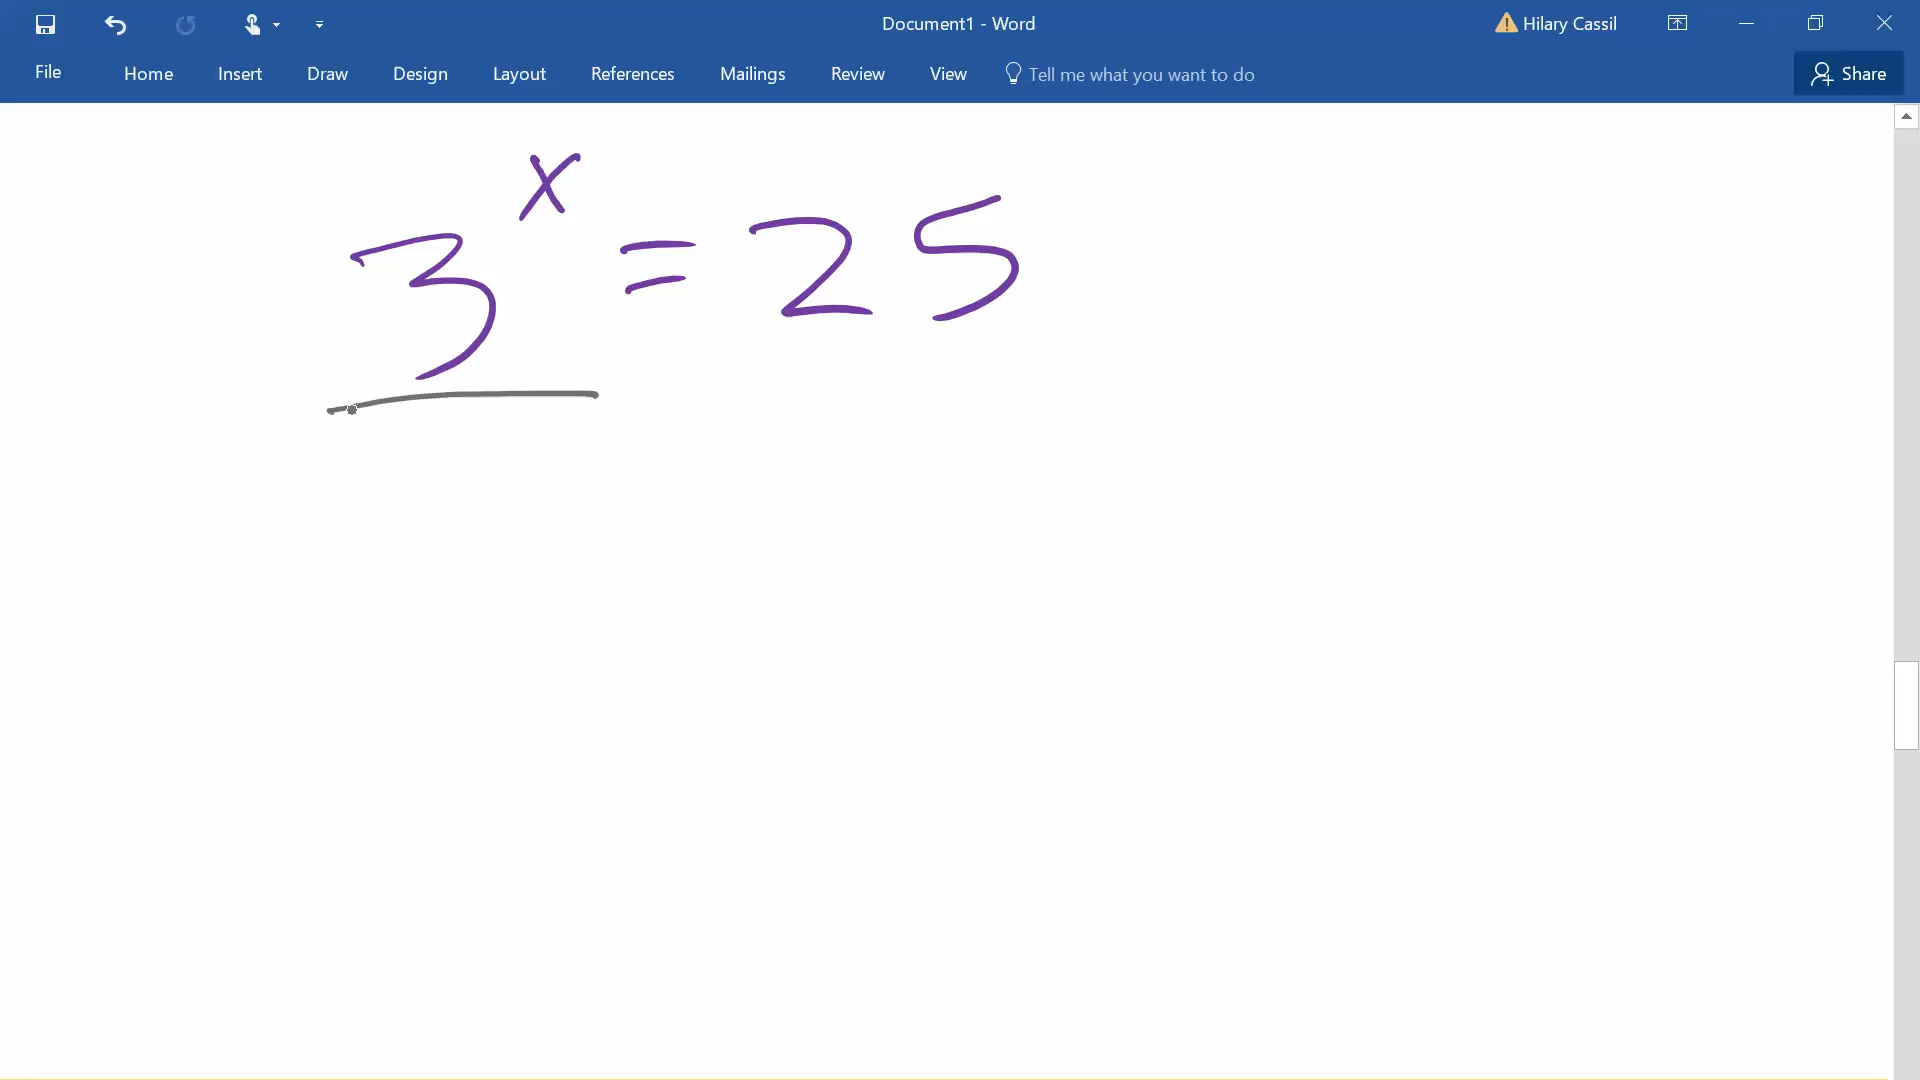 Document1 - Word
Hilary Cassil
File Home Insert Draw Design Layout References Mailings Review View Tell me what you want to do Share
3ˣ = 25